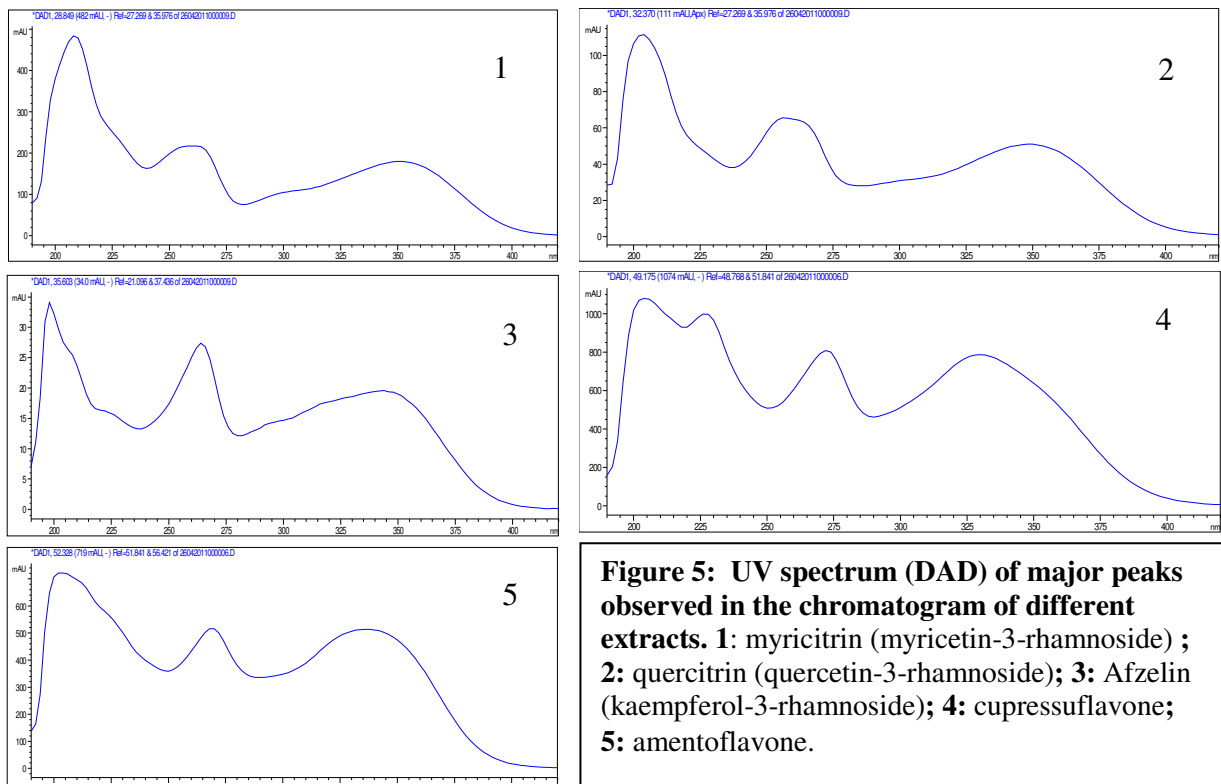 *DAD1, 28.849 (482 mAU, - ) Ref=27.269 & 35.976 of 26042011000009.D
mAU
1
400
300
200
100
0
200 225 250 275 300 325 350 375 400 nm
*DAD1, 32.370 (111 mAU,Apx) Ref=27.269 & 35.976 of 26042011000009.D
mAU
2
100
80
60
40
20
0
200 225 250 275 300 325 350 375 400 nm
*DAD1, 35.603 (34.0 mAU, - ) Ref=21.096 & 37.436 of 26042011000009.D
mAU
3
30
25
20
15
10
5
0
200 225 250 275 300 325 350 375 400 nm
*DAD1, 49.175 (1074 mAU, - ) Ref=48.768 & 51.841 of 26042011000006.D
mAU
4
1000
800
600
400
200
0
200 225 250 275 300 325 350 375 400 nm
*DAD1, 52.328 (719 mAU, - ) Ref=51.841 & 56.421 of 26042011000006.D
mAU
5
600
500
400
300
200
100
0
Figure 5: UV spectrum (DAD) of major peaks
observed in the chromatogram of different
extracts. 1: myricitrin (myricetin-3-rhamnoside) ;
2: quercitrin (quercetin-3-rhamnoside); 3: Afzelin
(kaempferol-3-rhamnoside); 4: cupressuflavone;
5: amentoflavone.